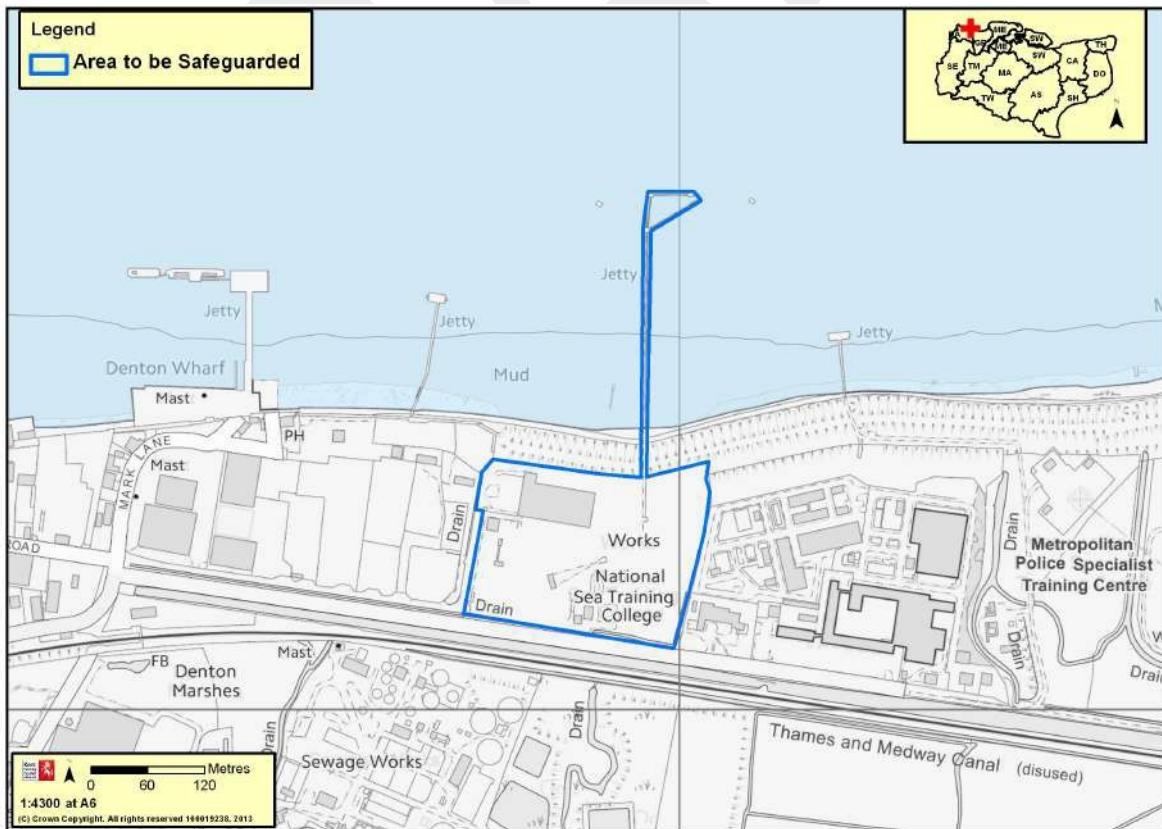 Legend
Area to be Safeguarded
ME
SW
ME
SW
TH
SE
TM
MA
CA
DO
TW
AS
SH
N
Jetty
Jetty
Jetty
Jetty
Denton Wharf
Mud
Mast
PH
MARK LANE
Mast
Drain
Works
ROAD
National
Sea Training
College
Drain
Drain
Metropolitan
Police Specialist
Training Centre
Drain
Drain
FB
Denton
Marshes
Mast
Drain
Drain
Sewage Works
Thames and Medway Canal (disused)
Metres
0 60 120
1:4300 at A6
(C) Crown Copyright. All rights reserved 100019238, 2013